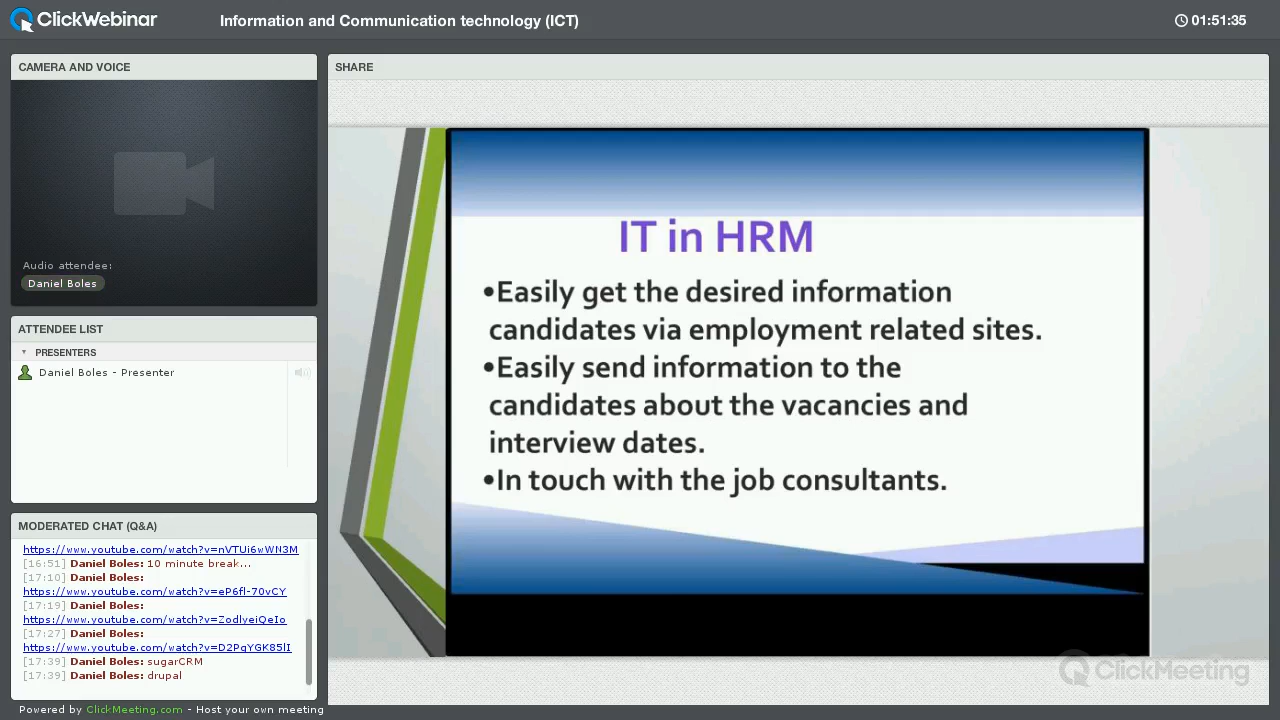 ClickWebinar
Information and Communication technology (ICT)
01:51:35
CAMERA AND VOICE
Audio attendee:
Daniel Boles
ATTENDEE LIST
PRESENTERS
Daniel Boles - Presenter
MODERATED CHAT (Q&A)
https://www.youtube.com/watch?v=nVTUi6wWN3M
[16:51] Daniel Boles: 10 minute break...
[17:10] Daniel Boles:
https://www.youtube.com/watch?v=eP6fl-70vCY
[17:19] Daniel Boles:
https://www.youtube.com/watch?v=ZodlveiQeIo
[17:27] Daniel Boles:
https://www.youtube.com/watch?v=D2PqYGK85lI
[17:39] Daniel Boles: sugarCRM
[17:39] Daniel Boles: drupal
Powered by ClickMeeting.com - Host your own meeting
SHARE
IT in HRM
•Easily get the desired information
candidates via employment related sites.
•Easily send information to the
candidates about the vacancies and
interview dates.
•In touch with the job consultants.
ClickMeeting